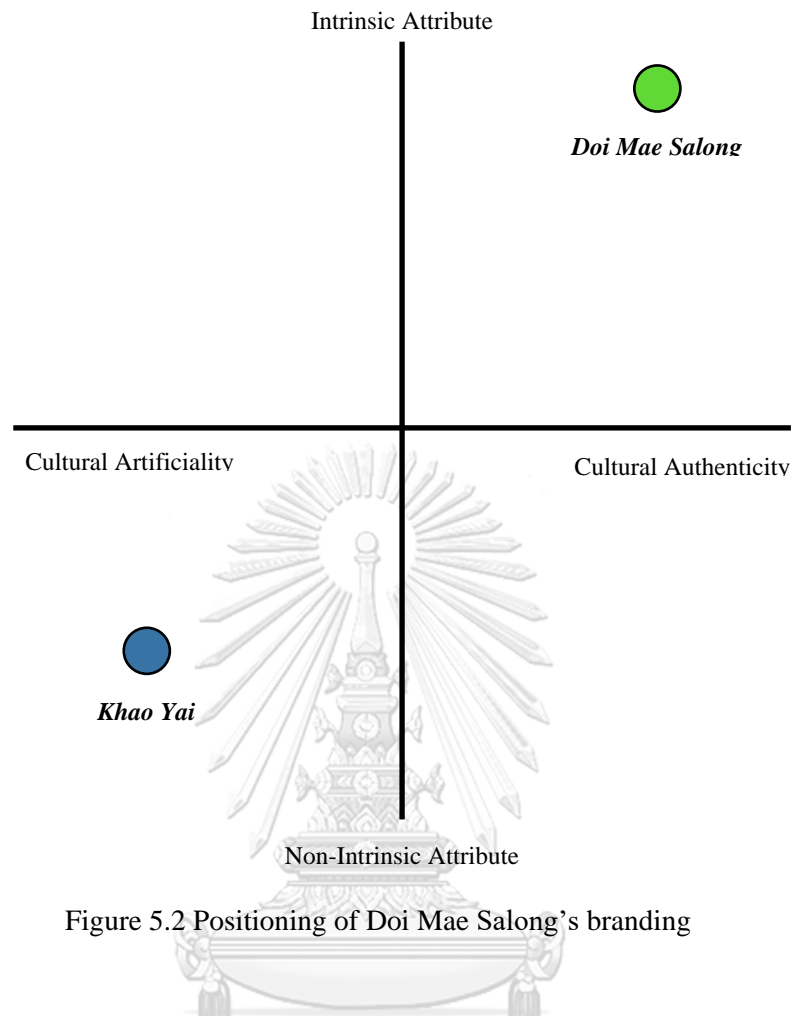 Intrinsic Attribute
Doi Mae Salong
Cultural Artificiality
Cultural Authenticity
Khao Yai
Non-Intrinsic Attribute
Figure 5.2 Positioning of Doi Mae Salong’s branding